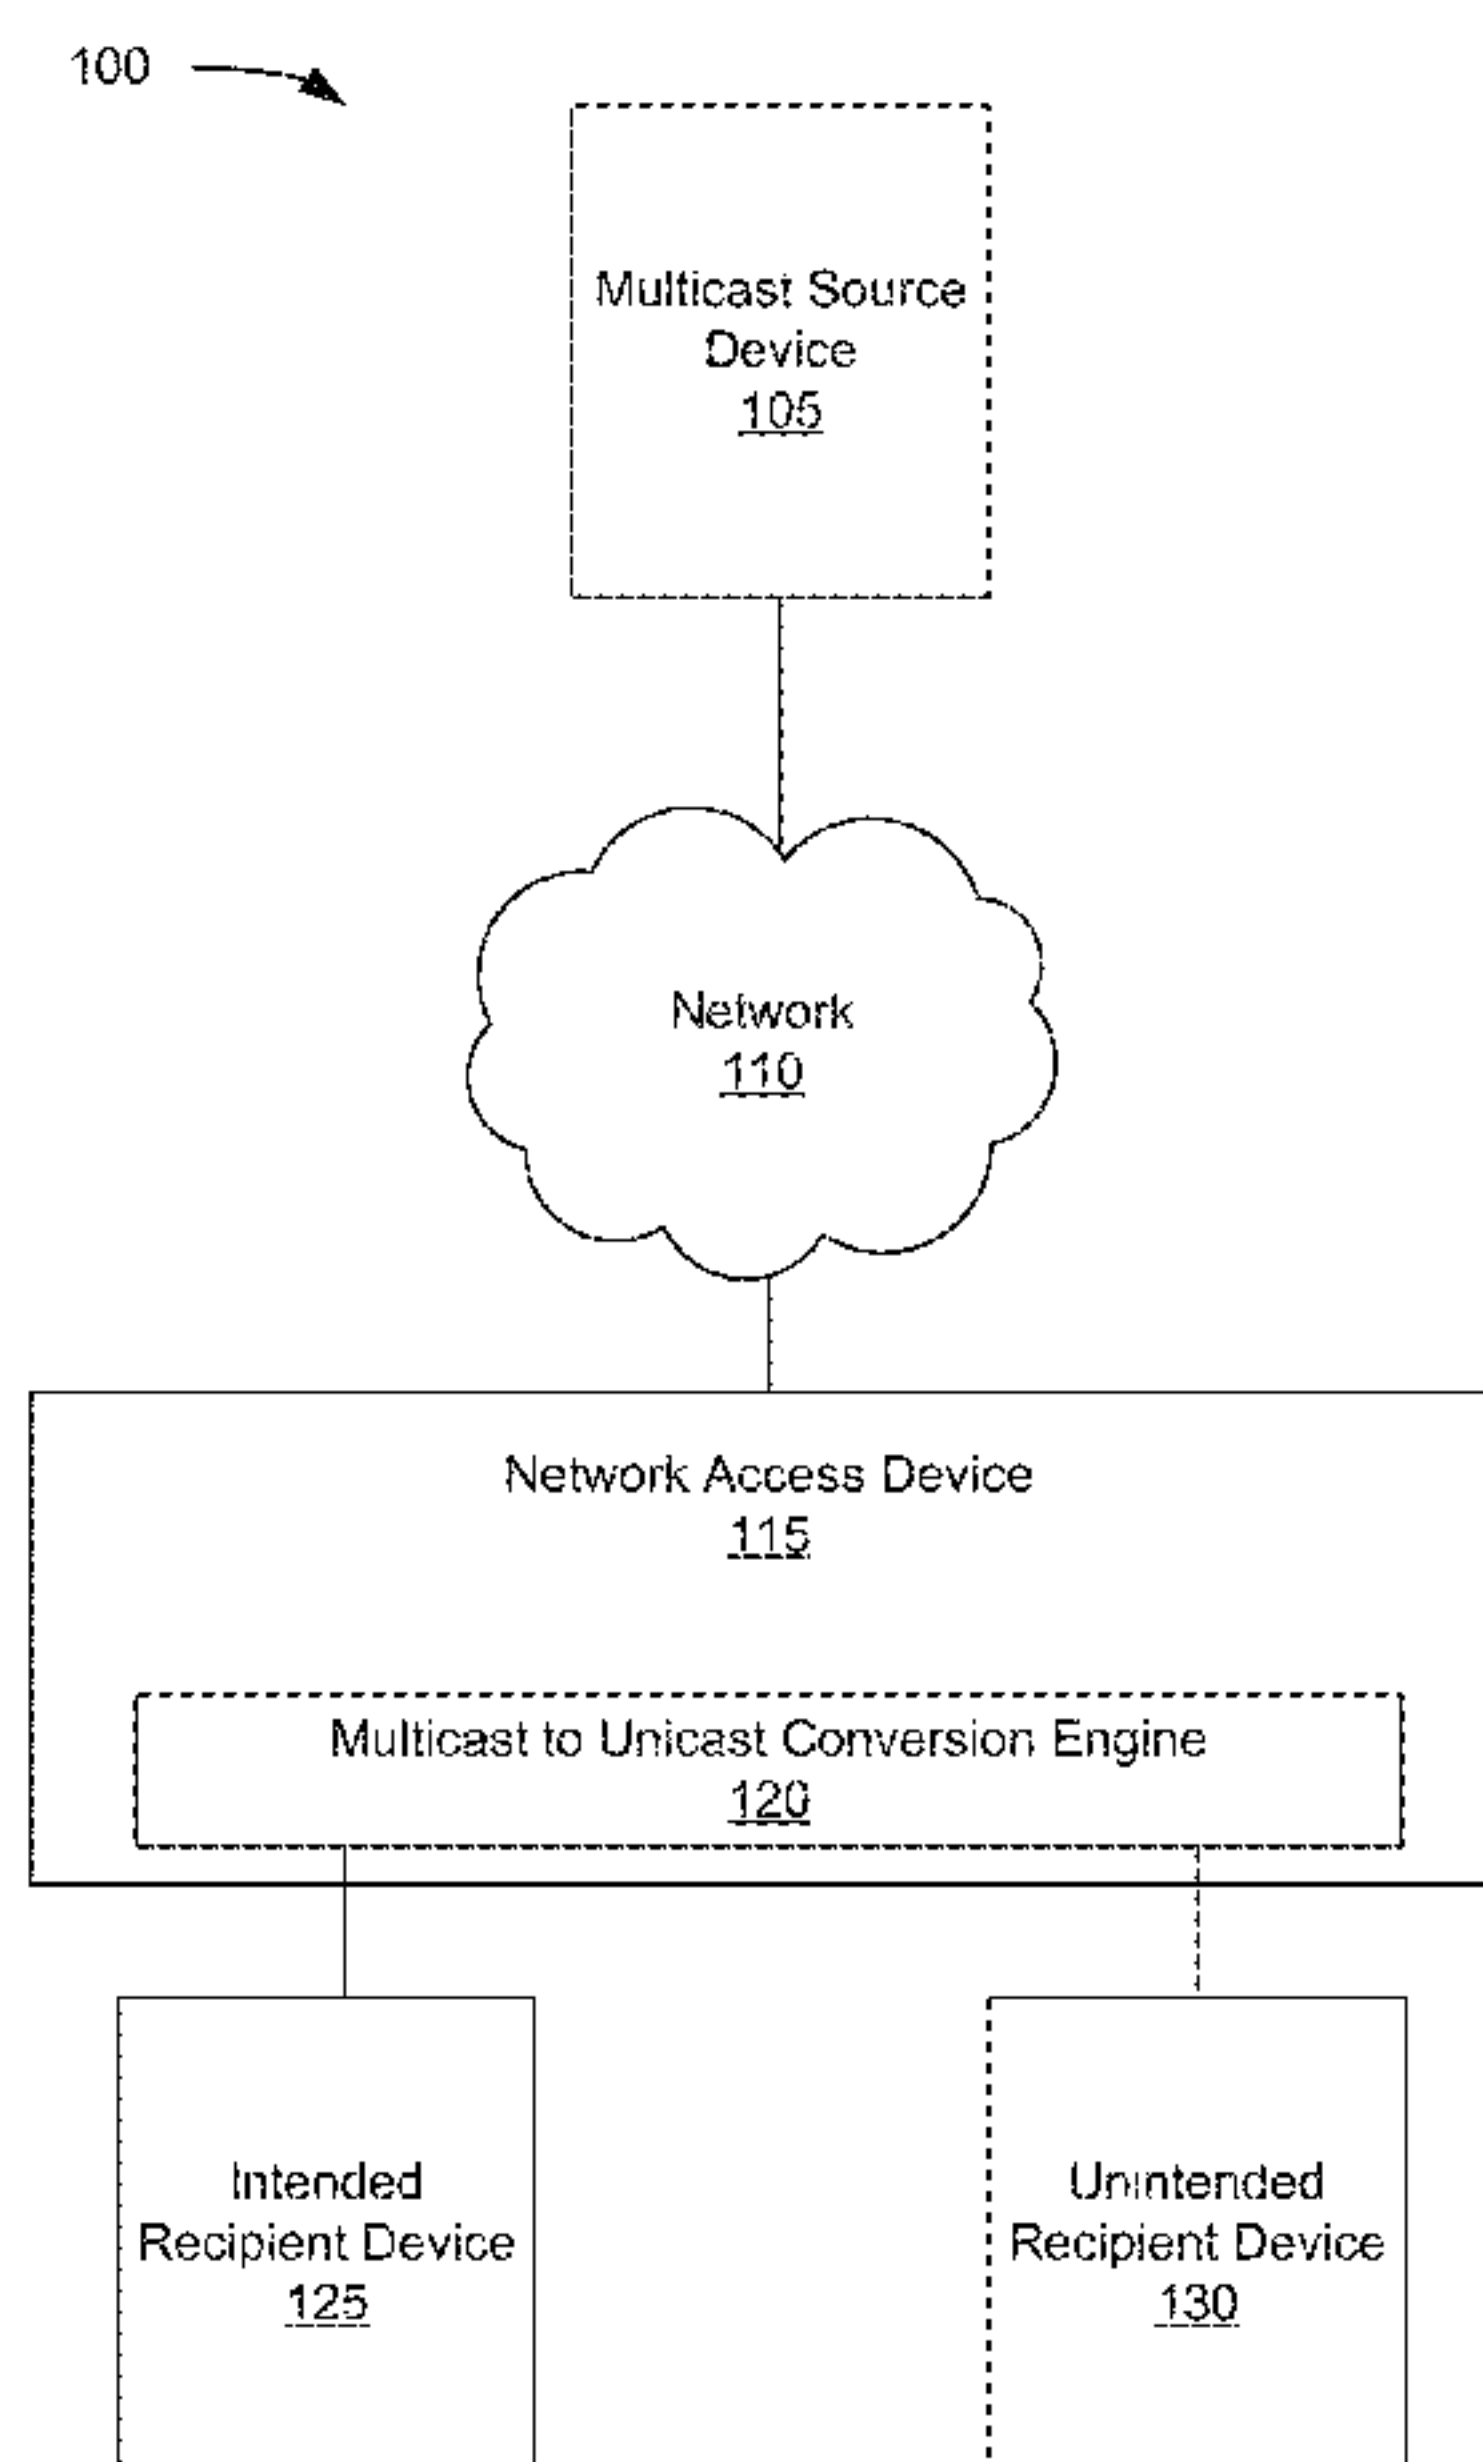 100
Multicast Source
Device
105
Network
110
Network Access Device
115
Multicast to Unicast Conversion Engine
120
Intended
Recipient Device
125
Unintended
Recipient Device
130